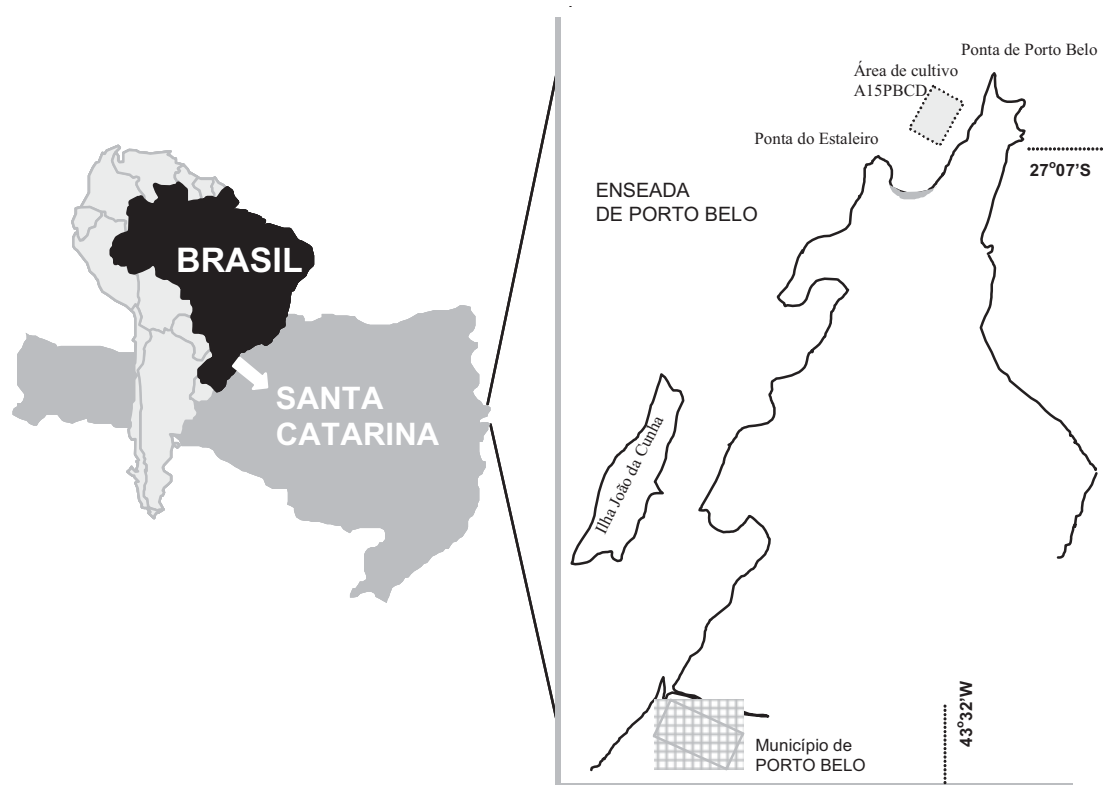 BRASIL
SANTA
CATARINA
Ponta de Porto Belo
Área de cultivo
A15PBCD
Ponta do Estaleiro
27°07'S
ENSEADA
DE PORTO BELO
Ilha João da Cunha
43°32'W
Município de
PORTO BELO